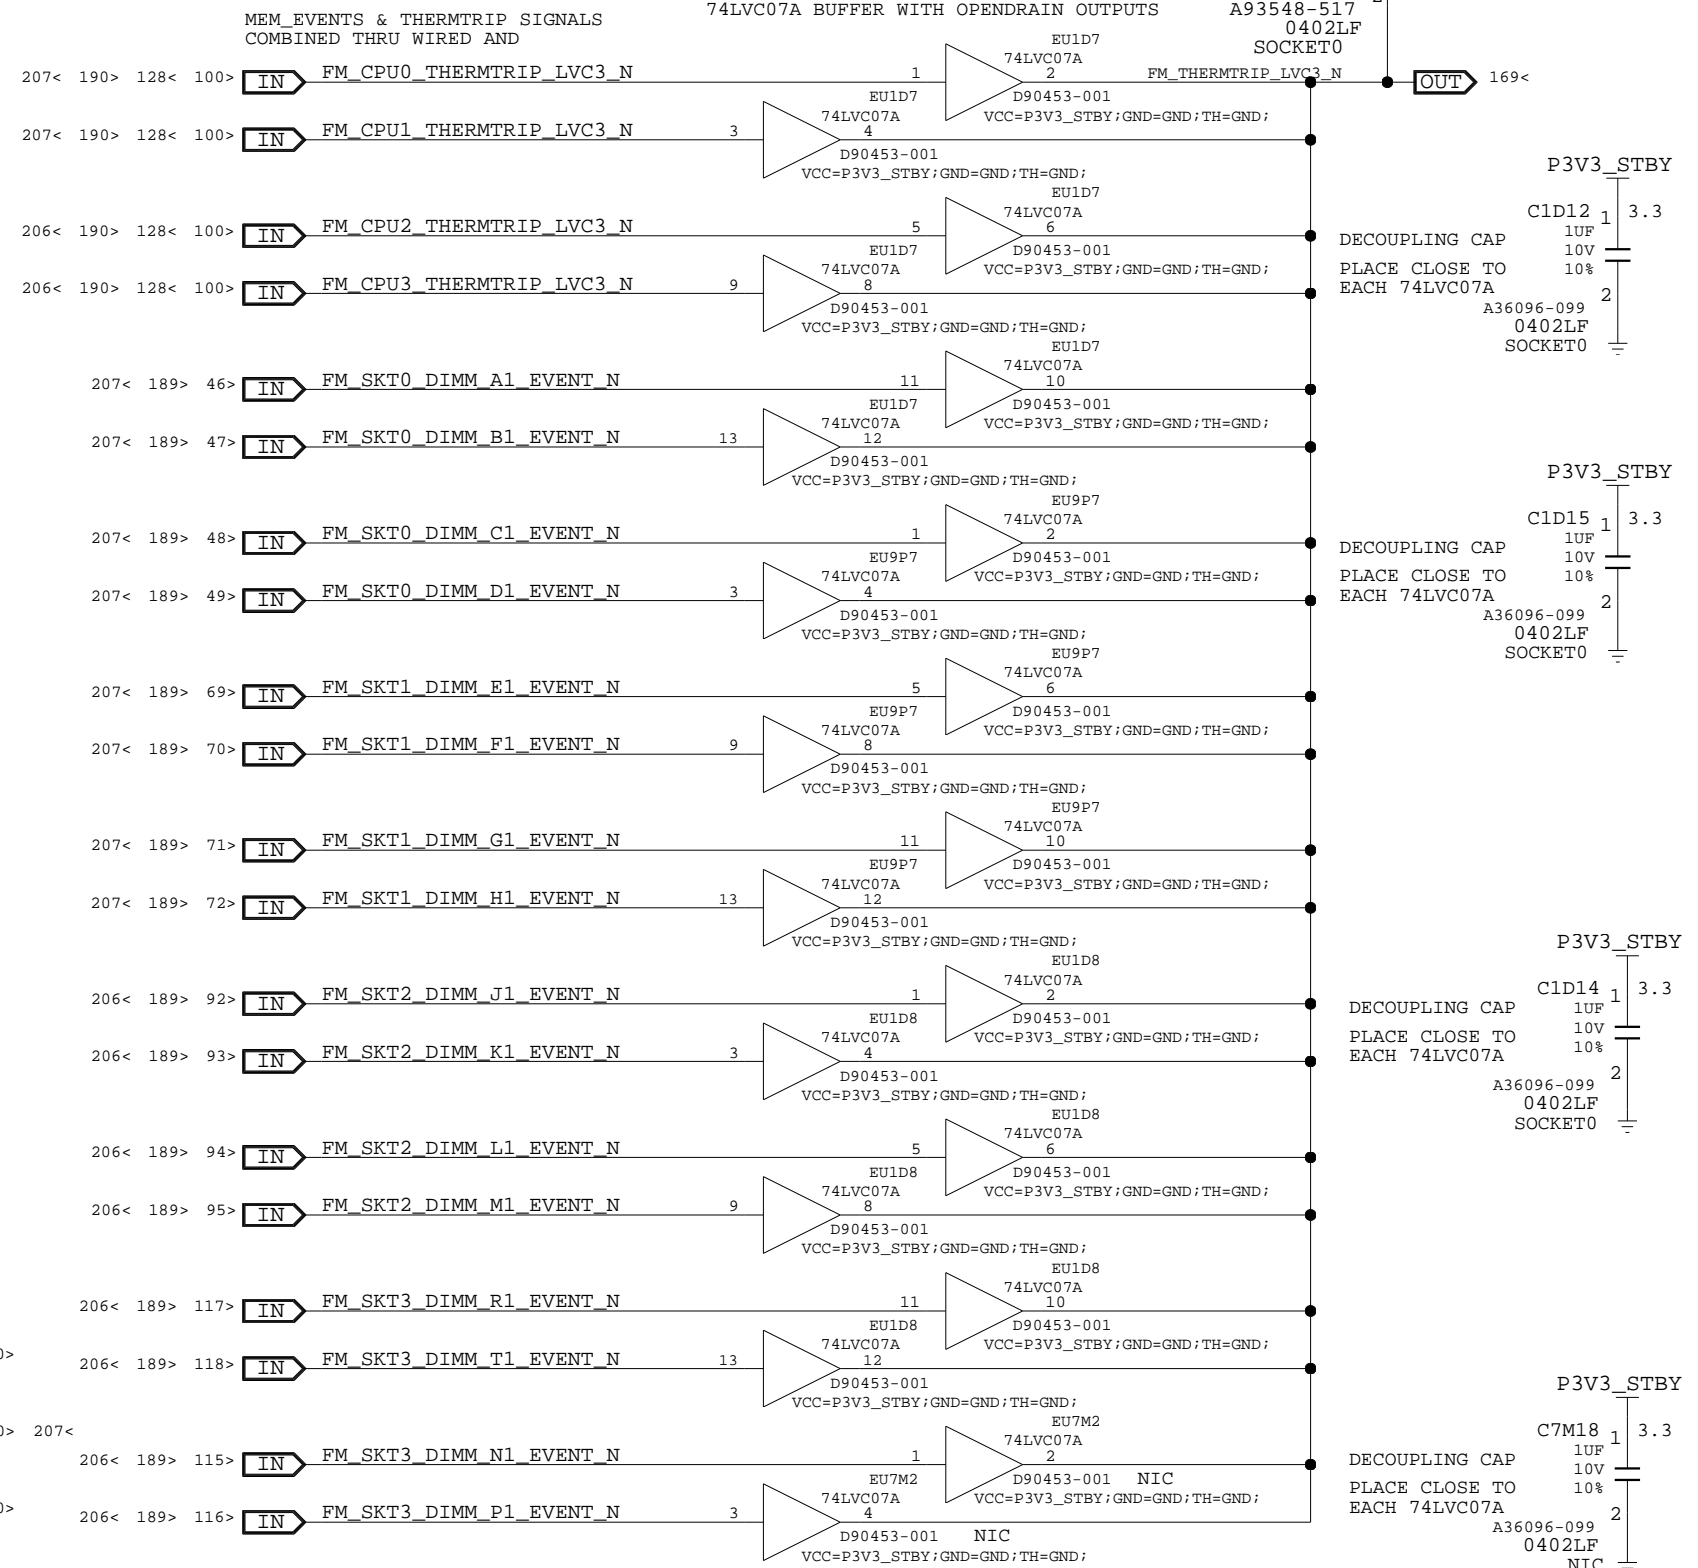 MEM_EVENTS & THERMTRIP SIGNALS
COMBINED THRU WIRED AND
74LVC07A BUFFER WITH OPENDRAIN OUTPUTS
A93548-517
0402LF
SOCKET0
207< 190> 128< 100> IN FM_CPU0_THERMTRIP_LVC3_N 1
EU1D7
74LVC07A
2
D90453-001
VCC=P3V3_STBY;GND=GND;TH=GND;
FM_THERMTRIP_LVC3_N
OUT 169<
207< 190> 128< 100> IN FM_CPU1_THERMTRIP_LVC3_N 3
EU1D7
74LVC07A
4
D90453-001
VCC=P3V3_STBY;GND=GND;TH=GND;
206< 190> 128< 100> IN FM_CPU2_THERMTRIP_LVC3_N 5
EU1D7
74LVC07A
6
D90453-001
VCC=P3V3_STBY;GND=GND;TH=GND;
206< 190> 128< 100> IN FM_CPU3_THERMTRIP_LVC3_N 9
EU1D7
74LVC07A
8
D90453-001
VCC=P3V3_STBY;GND=GND;TH=GND;
P3V3_STBY
C1D12 1 3.3
1UF
10V
10%
2
A36096-099
0402LF
SOCKET0
DECOUPLING CAP
PLACE CLOSE TO
EACH 74LVC07A
207< 189> 46> IN FM_SKT0_DIMM_A1_EVENT_N 11
EU1D7
74LVC07A
10
D90453-001
VCC=P3V3_STBY;GND=GND;TH=GND;
207< 189> 47> IN FM_SKT0_DIMM_B1_EVENT_N 13
EU1D7
74LVC07A
12
D90453-001
VCC=P3V3_STBY;GND=GND;TH=GND;
207< 189> 48> IN FM_SKT0_DIMM_C1_EVENT_N 1
EU9P7
74LVC07A
2
D90453-001
VCC=P3V3_STBY;GND=GND;TH=GND;
207< 189> 49> IN FM_SKT0_DIMM_D1_EVENT_N 3
EU9P7
74LVC07A
4
D90453-001
VCC=P3V3_STBY;GND=GND;TH=GND;
P3V3_STBY
C1D15 1 3.3
1UF
10V
10%
2
A36096-099
0402LF
SOCKET0
DECOUPLING CAP
PLACE CLOSE TO
EACH 74LVC07A
207< 189> 69> IN FM_SKT1_DIMM_E1_EVENT_N 5
EU9P7
74LVC07A
6
D90453-001
VCC=P3V3_STBY;GND=GND;TH=GND;
207< 189> 70> IN FM_SKT1_DIMM_F1_EVENT_N 9
EU9P7
74LVC07A
8
D90453-001
VCC=P3V3_STBY;GND=GND;TH=GND;
207< 189> 71> IN FM_SKT1_DIMM_G1_EVENT_N 11
EU9P7
74LVC07A
10
D90453-001
VCC=P3V3_STBY;GND=GND;TH=GND;
207< 189> 72> IN FM_SKT1_DIMM_H1_EVENT_N 13
EU9P7
74LVC07A
12
D90453-001
VCC=P3V3_STBY;GND=GND;TH=GND;
206< 189> 92> IN FM_SKT2_DIMM_J1_EVENT_N 1
EU1D8
74LVC07A
2
D90453-001
VCC=P3V3_STBY;GND=GND;TH=GND;
206< 189> 93> IN FM_SKT2_DIMM_K1_EVENT_N 3
EU1D8
74LVC07A
4
D90453-001
VCC=P3V3_STBY;GND=GND;TH=GND;
P3V3_STBY
C1D14 1 3.3
1UF
10V
10%
2
A36096-099
0402LF
SOCKET0
DECOUPLING CAP
PLACE CLOSE TO
EACH 74LVC07A
206< 189> 94> IN FM_SKT2_DIMM_L1_EVENT_N 5
EU1D8
74LVC07A
6
D90453-001
VCC=P3V3_STBY;GND=GND;TH=GND;
206< 189> 95> IN FM_SKT2_DIMM_M1_EVENT_N 9
EU1D8
74LVC07A
8
D90453-001
VCC=P3V3_STBY;GND=GND;TH=GND;
206< 189> 117> IN FM_SKT3_DIMM_R1_EVENT_N 11
EU1D8
74LVC07A
10
D90453-001
VCC=P3V3_STBY;GND=GND;TH=GND;
206< 189> 118> IN FM_SKT3_DIMM_T1_EVENT_N 13
EU1D8
74LVC07A
12
D90453-001
VCC=P3V3_STBY;GND=GND;TH=GND;
207<
206< 189> 115> IN FM_SKT3_DIMM_N1_EVENT_N 1
EU7M2
74LVC07A
2
D90453-001 NIC
VCC=P3V3_STBY;GND=GND;TH=GND;
206< 189> 116> IN FM_SKT3_DIMM_P1_EVENT_N 3
EU7M2
74LVC07A
4
D90453-001 NIC
VCC=P3V3_STBY;GND=GND;TH=GND;
P3V3_STBY
C7M18 1 3.3
1UF
10V
10%
2
A36096-099
0402LF
NIC
DECOUPLING CAP
PLACE CLOSE TO
EACH 74LVC07A